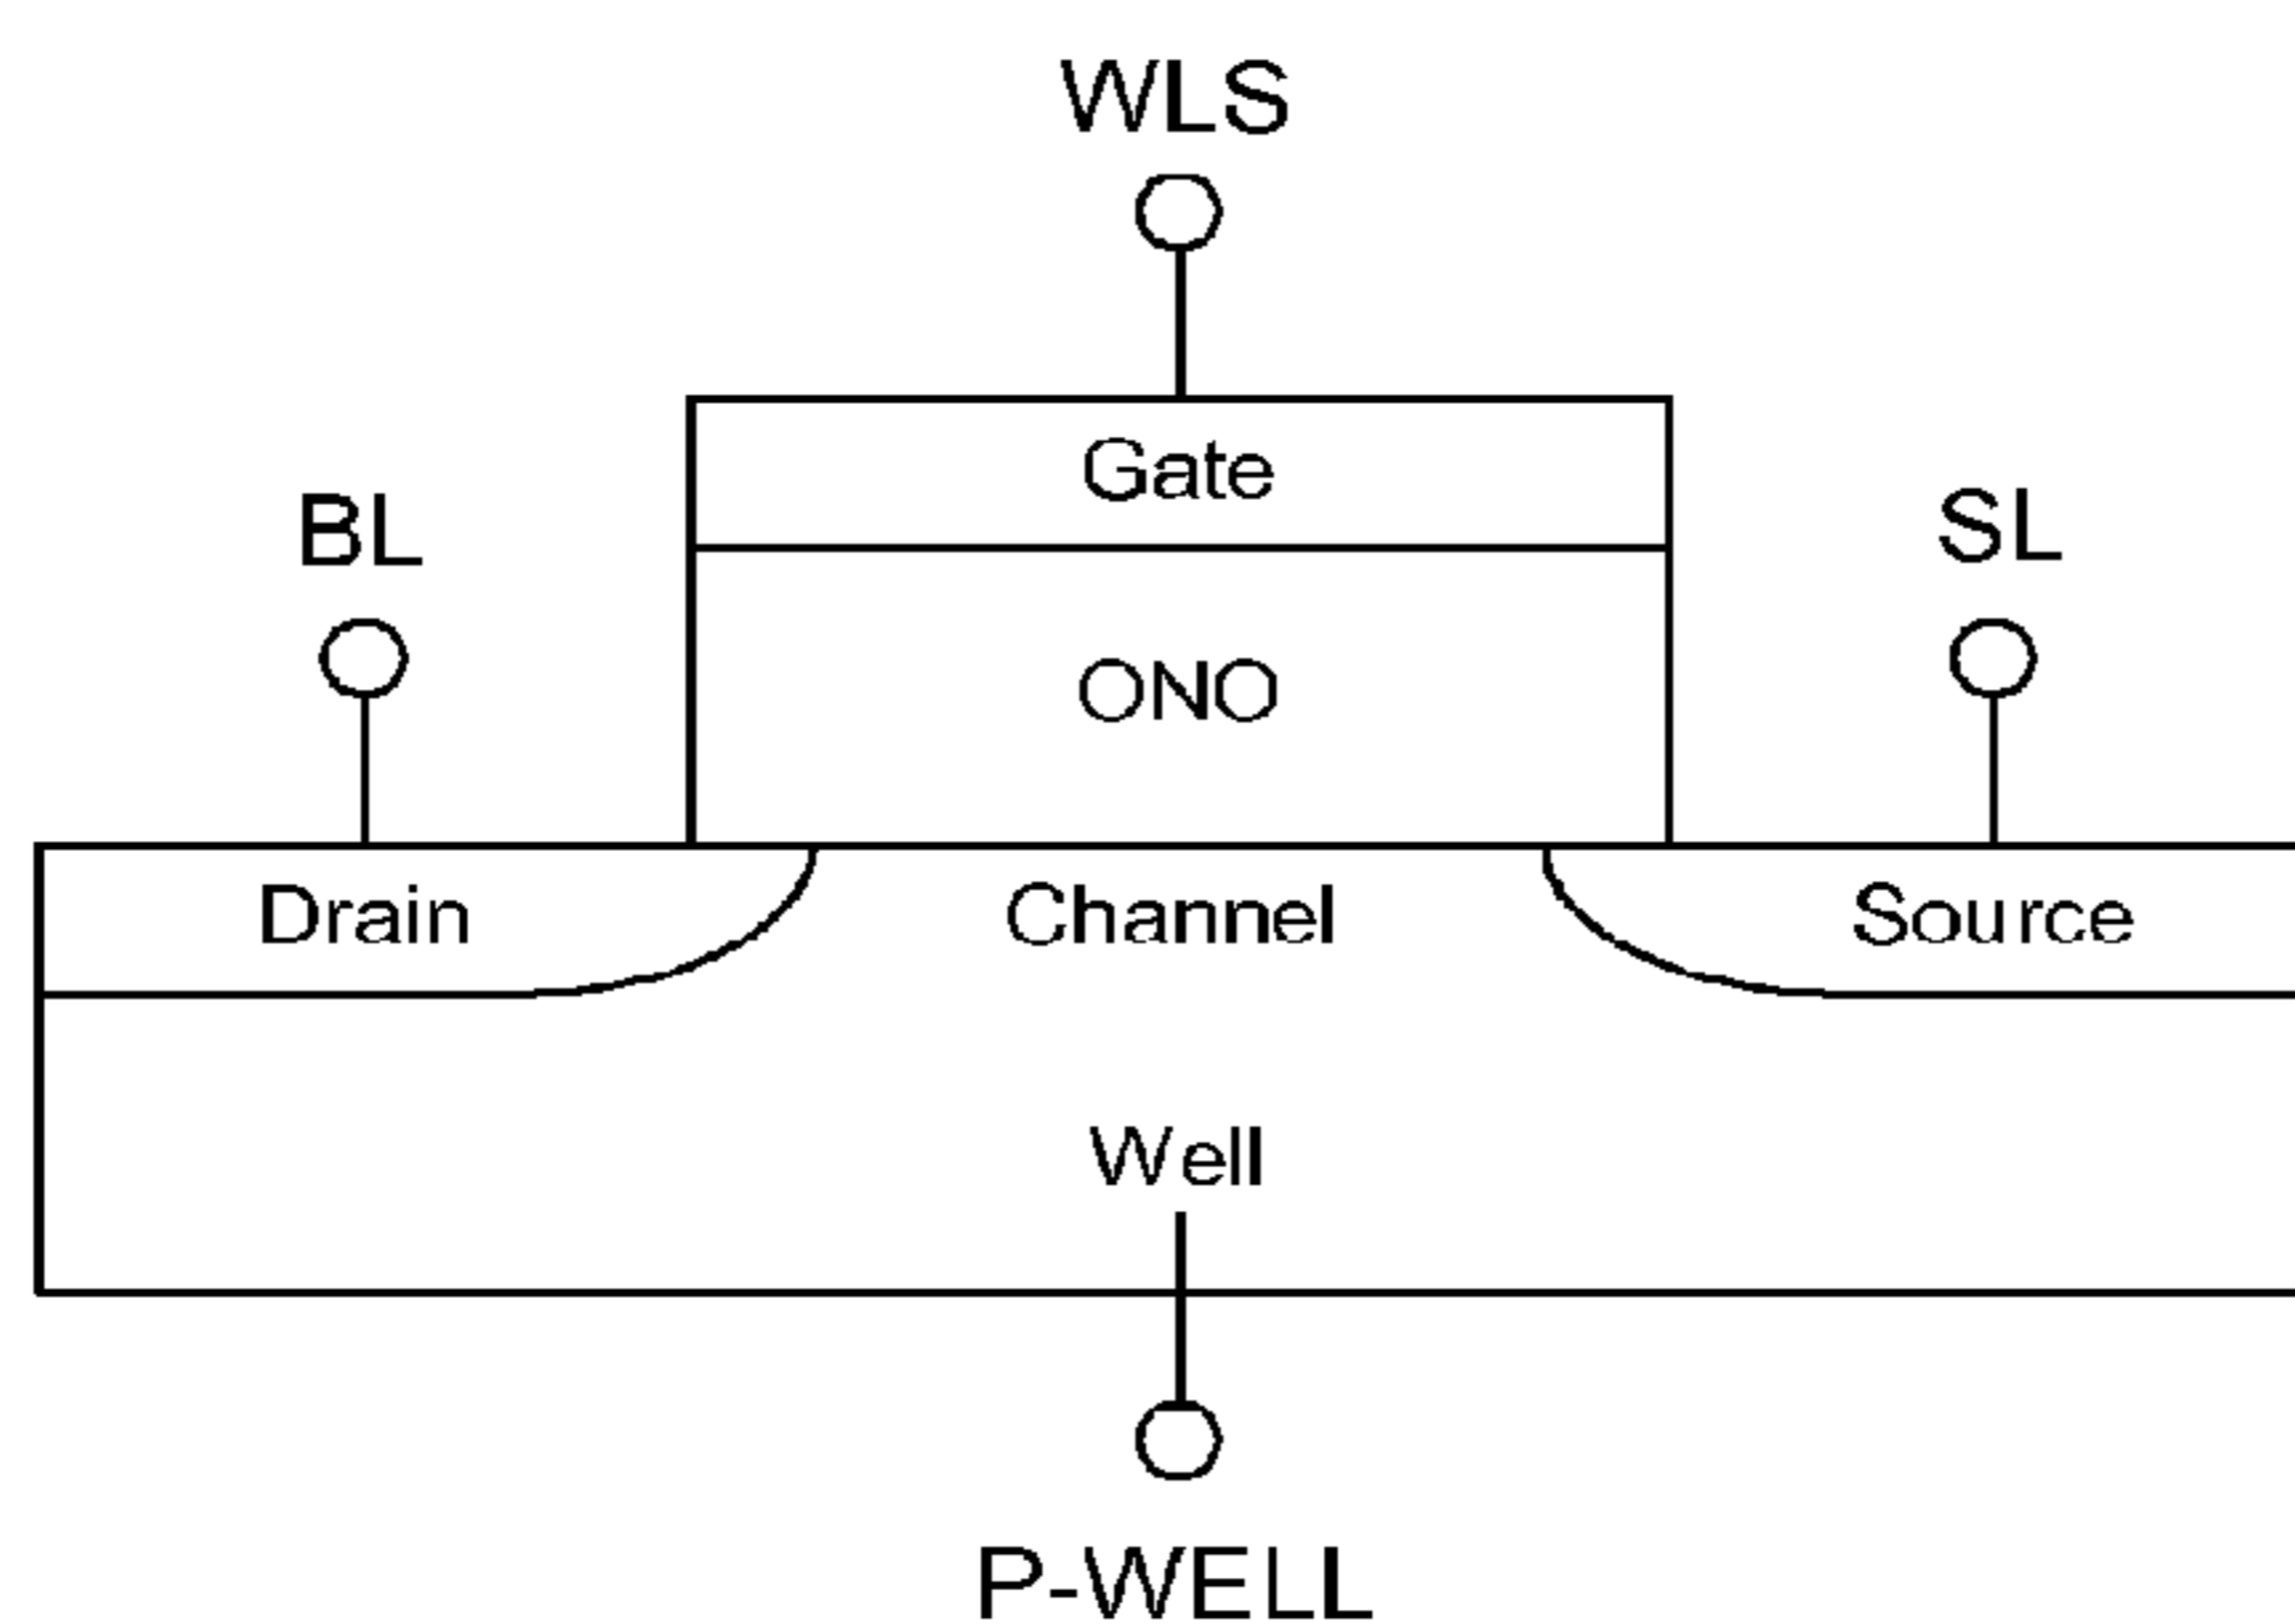 WLS
Gate
BL
SL
ONO
Drain
Channel
Source
Well
P-WELL